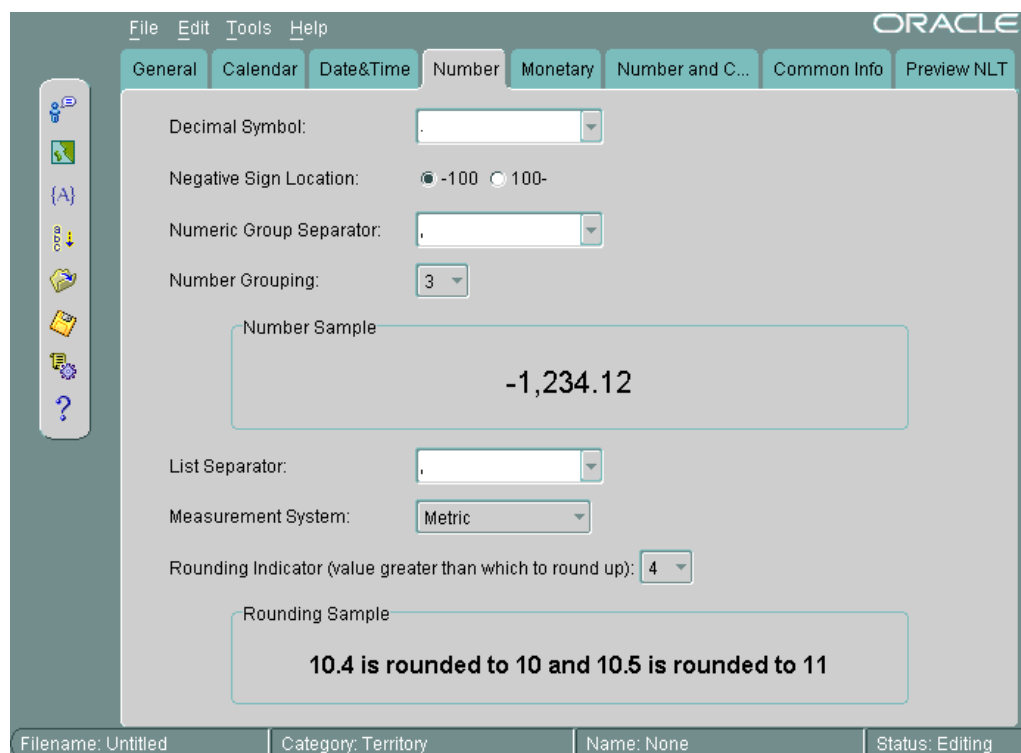 File Edit Tools Help
ORACLE
General Calendar Date&Time Number Monetary Number and C... Common Info Preview NLT
Decimal Symbol: .
Negative Sign Location: -100 100-
{A}
Numeric Group Separator: ,
a
b
c
Number Grouping: 3
Number Sample
-1,234.12
?
List Separator: ,
Measurement System: Metric
Rounding Indicator (value greater than which to round up): 4
Rounding Sample
10.4 is rounded to 10 and 10.5 is rounded to 11
Filename: Untitled Category: Territory Name: None Status: Editing